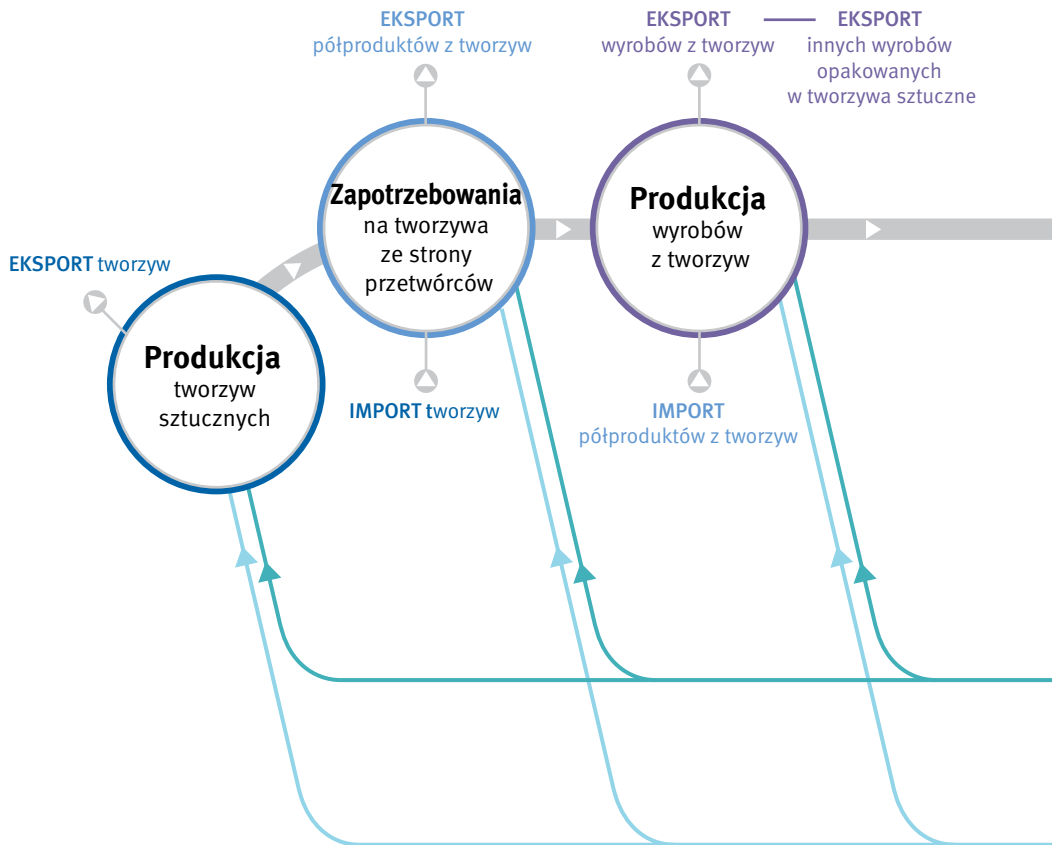 EKSPORT
półproduktów z tworzyw
EKSPORT
wyrobów z tworzyw
EKSPORT
innych wyrobów
opakowanych
w tworzywa sztuczne
Zapotrzebowania
na tworzywa
ze strony
przetwórców
Produkcja
wyrobów
z tworzyw
EKSPORT tworzyw
Produkcja
tworzyw
sztucznych
IMPORT tworzyw
IMPORT
półproduktów z tworzyw